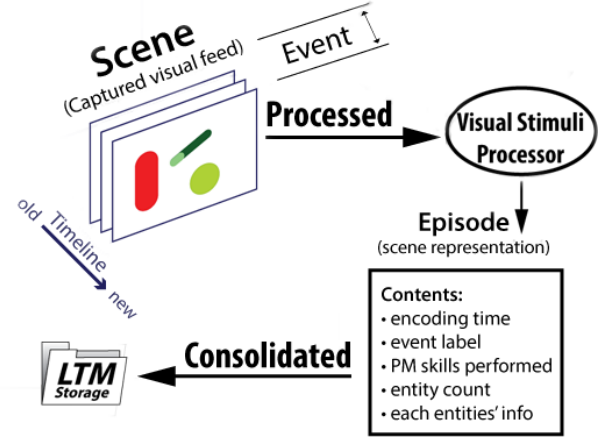 Scene
(Captured visual feed)
Event
Processed
Visual Stimuli
Processor
old
Timeline
new
Episode
(scene representation)
Contents:
• encoding time
• event label
• PM skills performed
• entity count
• each entities' info
Consolidated
LTM
Storage